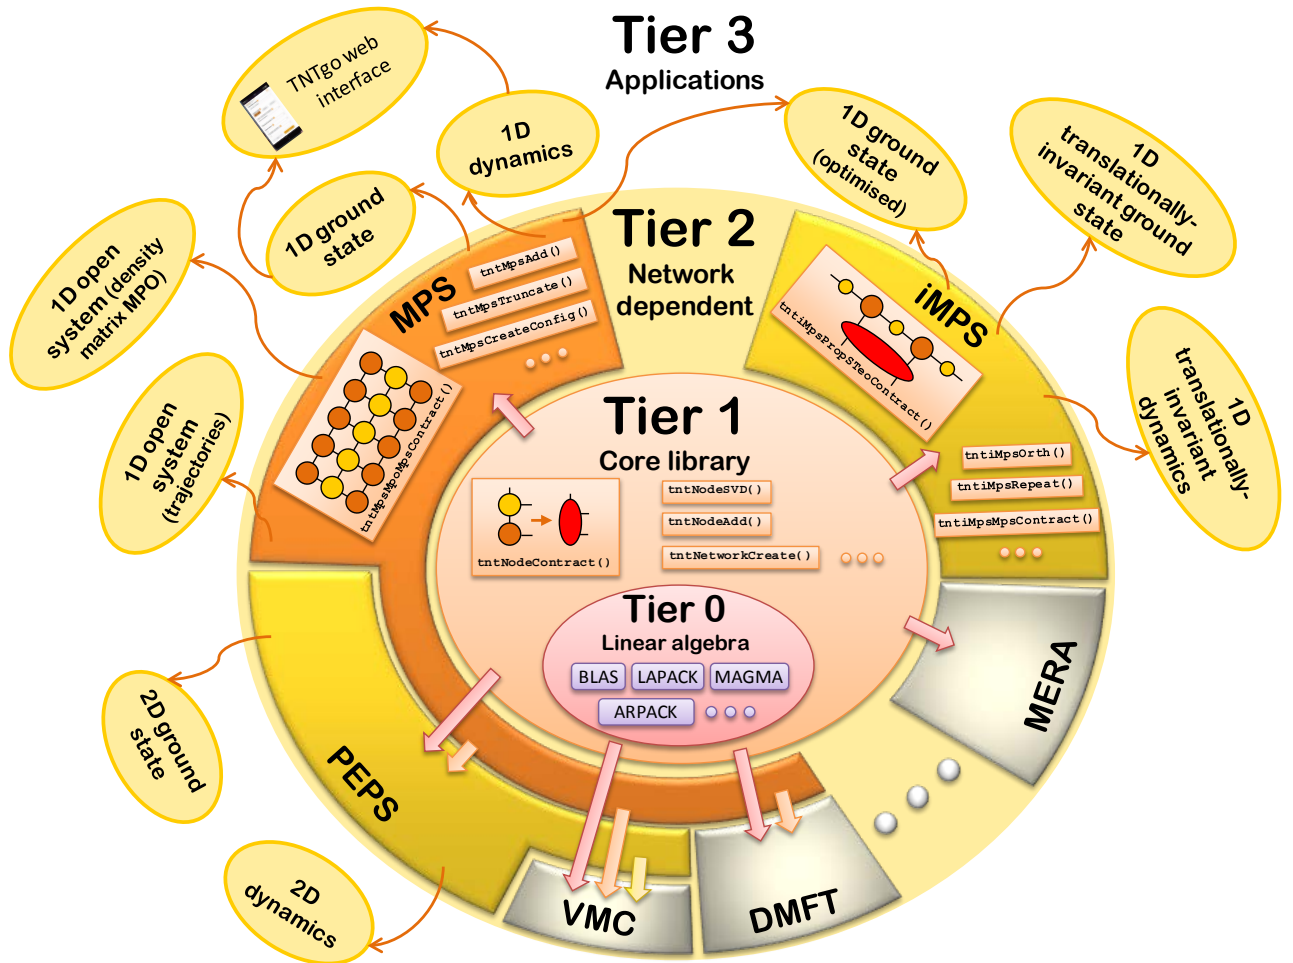 Tier 3
Applications
TNTgo web
interface
1D
dynamics
1D ground
state
(optimised)
1D
translationally-
invariant ground
state
1D ground
state
1D open
system (density
matrix MPO)
1D open
system
(trajectories)
1D
translationally-
invariant
dynamics
2D ground
state
2D
dynamics
Tier 2
Network
dependent
MPS
tntMpsAdd()
tntMpsTruncate()
tntMpsCreateConfig()
tntMpsMpoMpsContract()
iMPS
tntiMpsPropSTeoContract()
tntiMpsOrth()
tntiMpsRepeat()
tntiMpsMpsContract()
MERA
PEPS
VMC
DMFT
Tier 1
Core library
tntNodeContract()
tntNodeSVD()
tntNodeAdd()
tntNetworkCreate()
Tier 0
Linear algebra
BLAS
LAPACK
MAGMA
ARPACK